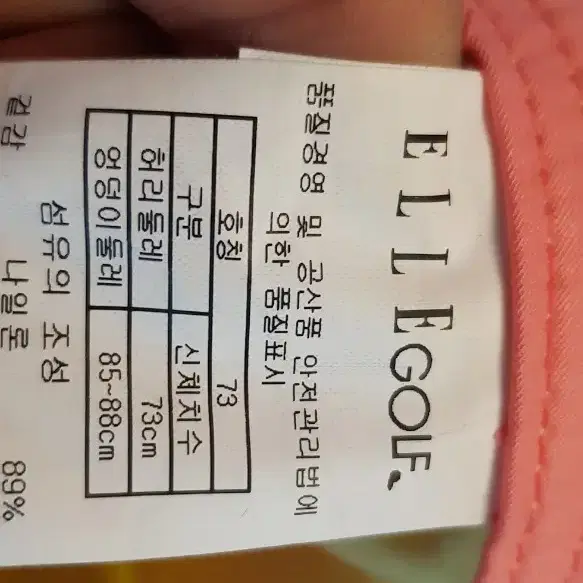 ELLEGOLF.
품질경영 및 공산품 안전관리법에
의한 품질표시
호칭 73
구분 신체치수
허리둘레 73cm
엉덩이둘레 85~88cm
섬유의 조성
겉감 나일론 89%